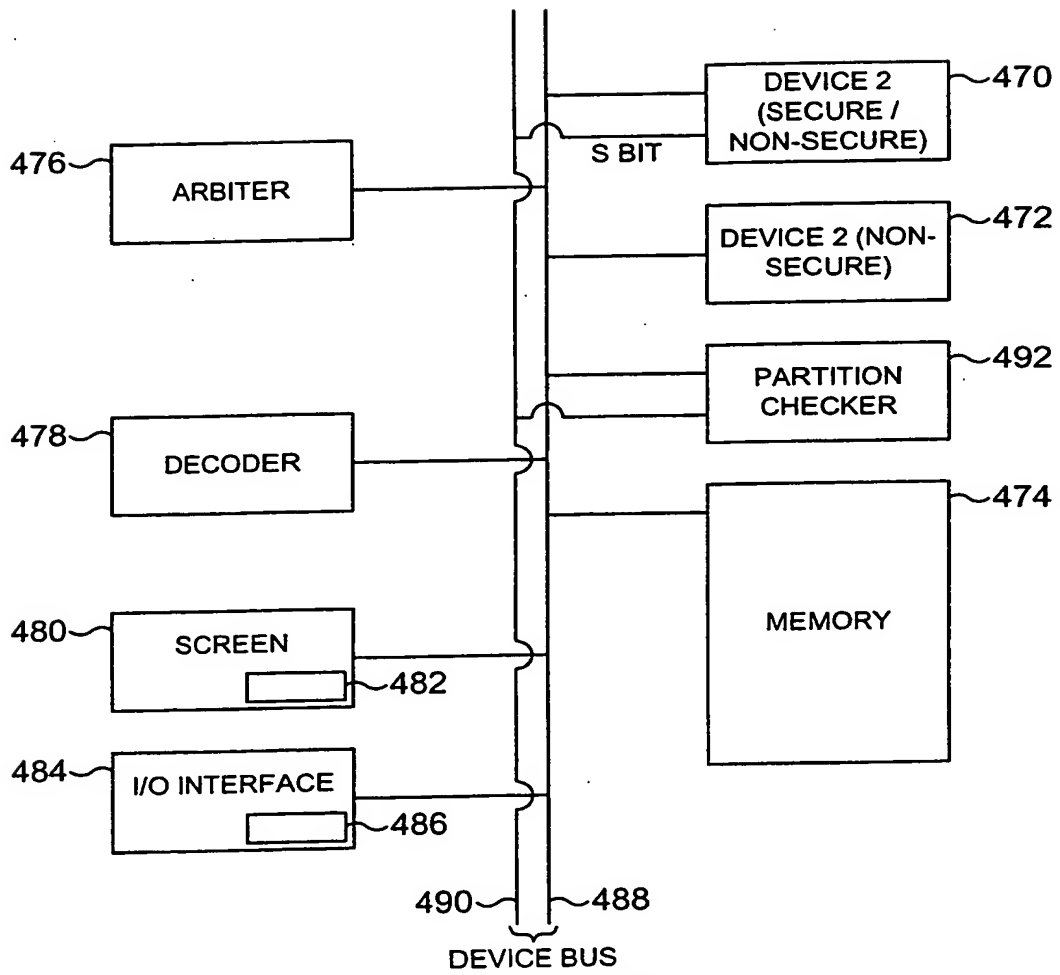 DEVICE 2
(SECURE /
NON-SECURE)
470
S BIT
476
ARBITER
DEVICE 2 (NON-
SECURE)
472
PARTITION
CHECKER
492
478
DECODER
474
MEMORY
480
SCREEN
482
484
I/O INTERFACE
486
490
488
DEVICE BUS